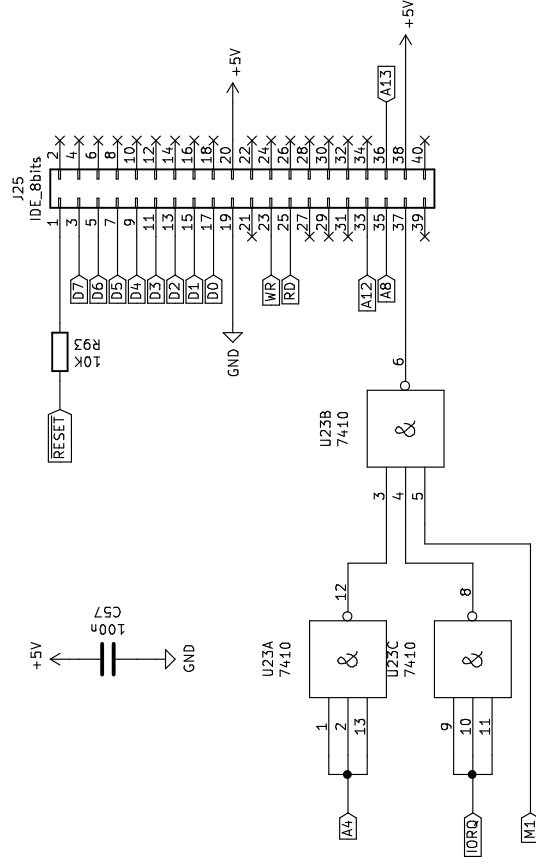 J25
IDE_8bits
1
2
3
4
5
6
7
8
9
10
11
12
13
14
15
16
17
18
19
20
21
22
23
24
25
26
27
28
29
30
31
32
33
34
35
36
37
38
39
40
D7
D6
D5
D4
D3
D2
D1
D0
GND
+5V
WR
RD
A12
A8
A13
+5V
RESET
10K
R93
+5V
100n
C57
GND
U23A
7410
1
2
13
12
&
A4
U23C
7410
9
10
11
8
&
IORQ
U23B
7410
3
4
5
6
&
M1